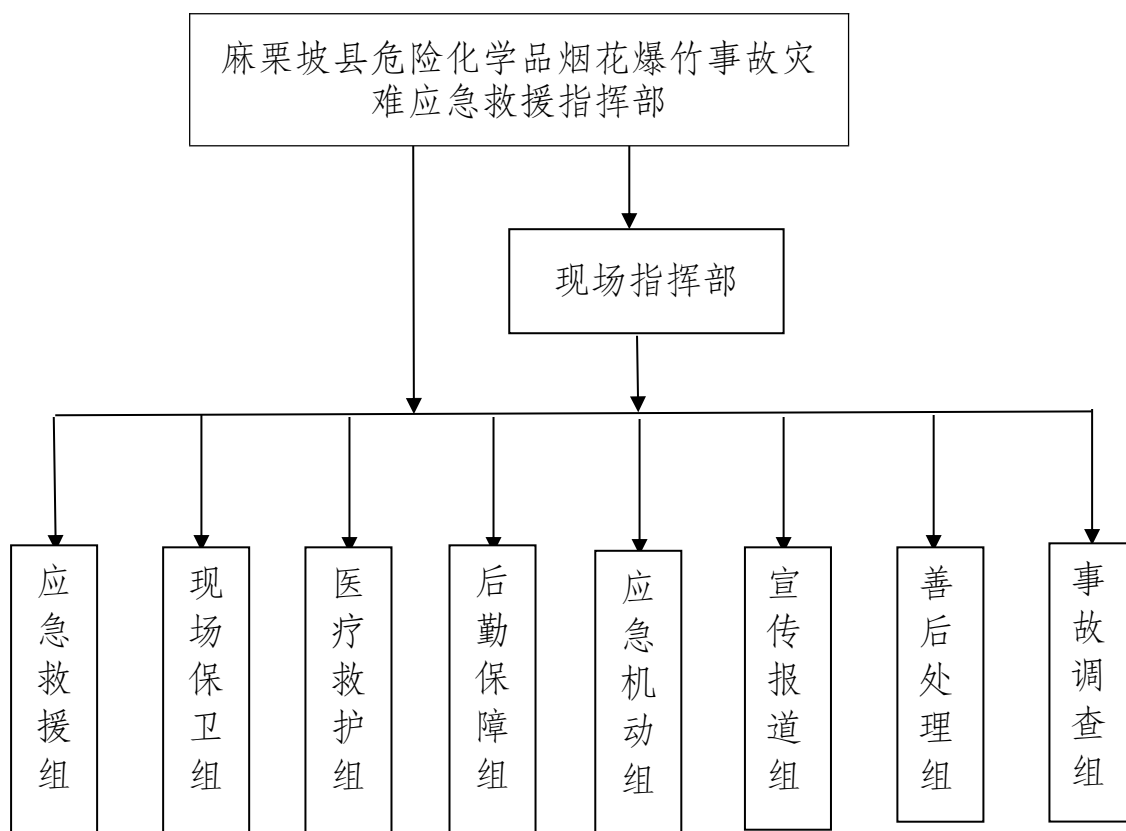 麻栗坡县危险化学品烟花爆竹事故灾
难应急救援指挥部
现场指挥部
应急救援组
现场保卫组
医疗救护组
后勤保障组
应急机动组
宣传报道组
善后处理组
事故调查组